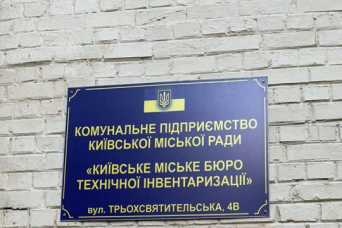 КОМУНАЛЬНЕ ПІДПРИЄМСТВО
КИЇВСЬКОЇ МІСЬКОЇ РАДИ
«КИЇВСЬКЕ МІСЬКЕ БЮРО
ТЕХНІЧНОЇ ІНВЕНТАРИЗАЦІЇ»
вул. ТРЬОХСВЯТИТЕЛЬСЬКА, 4В